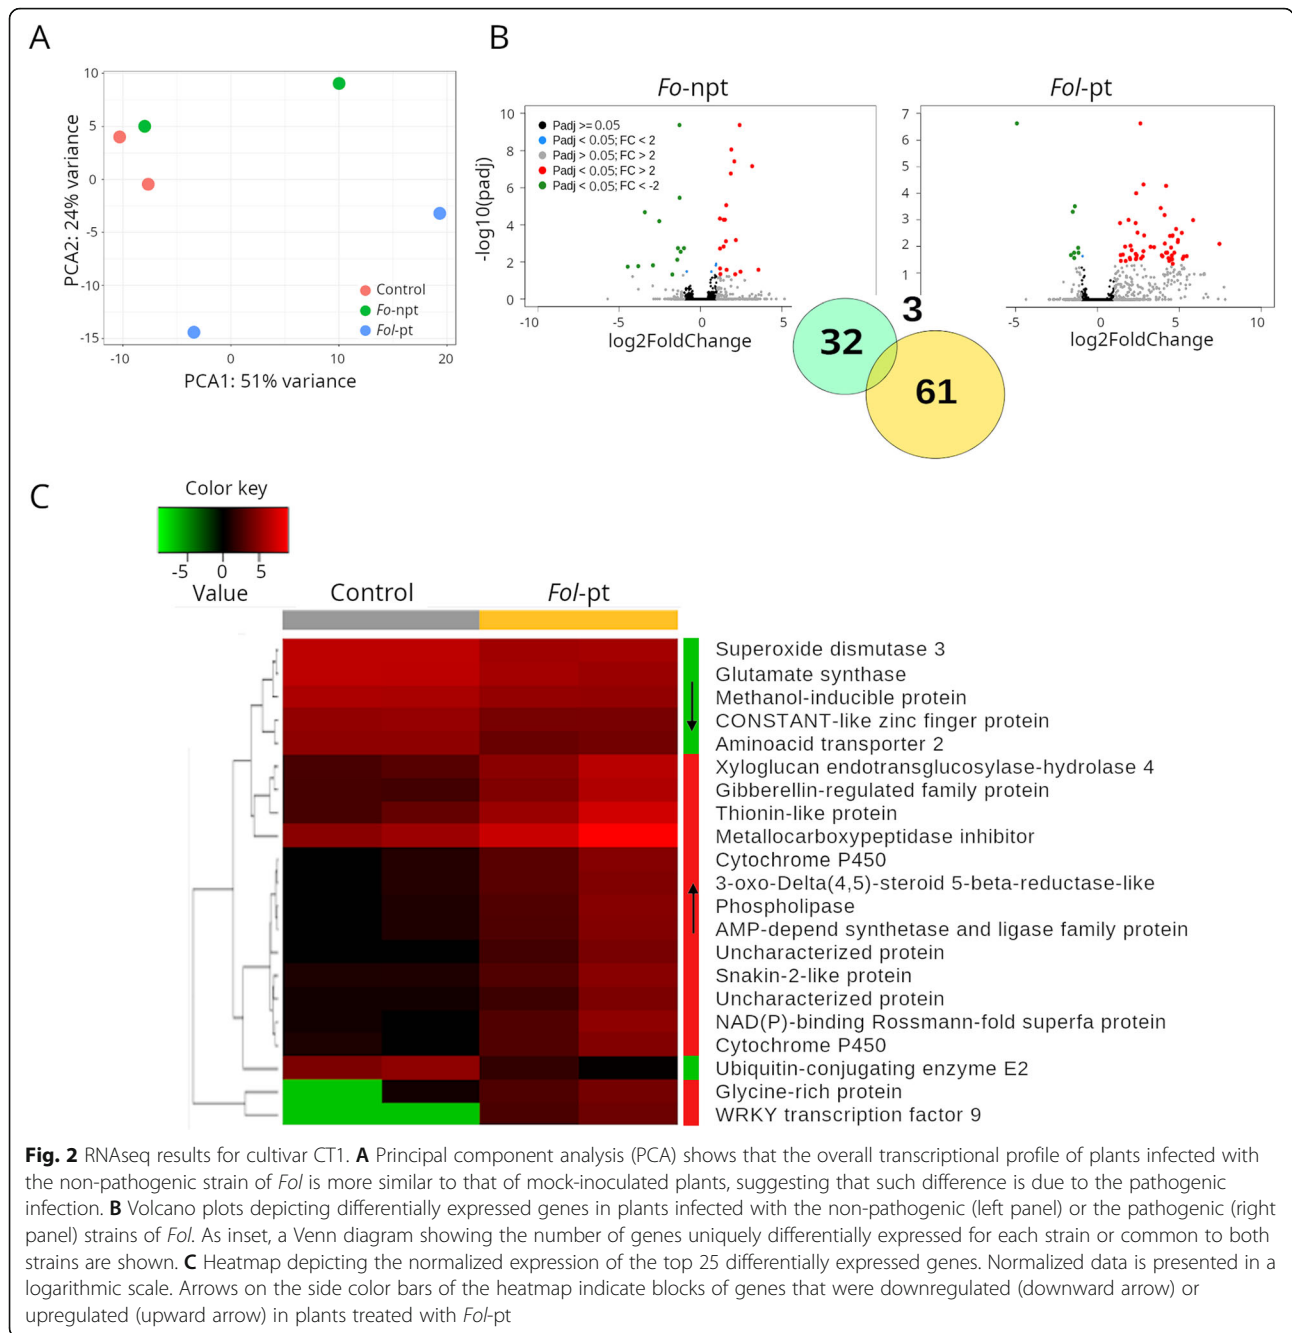 A
10
5
0
-5
-10
-15
PCA2: 24% variance
-10
0
10
20
PCA1: 51% variance
Control
Fo-npt
Fol-pt
B
Fo-npt
10
8
6
4
2
0
-log10(padj)
Padj >= 0.05
Padj < 0.05; FC < 2
Padj > 0.05; FC > 2
Padj < 0.05; FC > 2
Padj < 0.05; FC < -2
-10
-5
0
5
log2FoldChange
Fol-pt
7
6
5
4
3
2
1
-5
0
5
10
log2FoldChange
32
3
61
C
Color key
-5 0 5
Value
Control
Fol-pt
Superoxide dismutase 3
Glutamate synthase
Methanol-inducible protein
CONSTANT-like zinc finger protein
Aminoacid transporter 2
Xyloglucan endotransglucosylase-hydrolase 4
Gibberellin-regulated family protein
Thionin-like protein
Metallocarboxypeptidase inhibitor
Cytochrome P450
3-oxo-Delta(4,5)-steroid 5-beta-reductase-like
Phospholipase
AMP-depend synthetase and ligase family protein
Uncharacterized protein
Snakin-2-like protein
Uncharacterized protein
NAD(P)-binding Rossmann-fold superfa protein
Cytochrome P450
Ubiquitin-conjugating enzyme E2
Glycine-rich protein
WRKY transcription factor 9
Fig. 2 RNAseq results for cultivar CT1. A Principal component analysis (PCA) shows that the overall transcriptional profile of plants infected with
the non-pathogenic strain of Fol is more similar to that of mock-inoculated plants, suggesting that such difference is due to the pathogenic
infection. B Volcano plots depicting differentially expressed genes in plants infected with the non-pathogenic (left panel) or the pathogenic (right
panel) strains of Fol. As inset, a Venn diagram showing the number of genes uniquely differentially expressed for each strain or common to both
strains are shown. C Heatmap depicting the normalized expression of the top 25 differentially expressed genes. Normalized data is presented in a
logarithmic scale. Arrows on the side color bars of the heatmap indicate blocks of genes that were downregulated (downward arrow) or
upregulated (upward arrow) in plants treated with Fol-pt